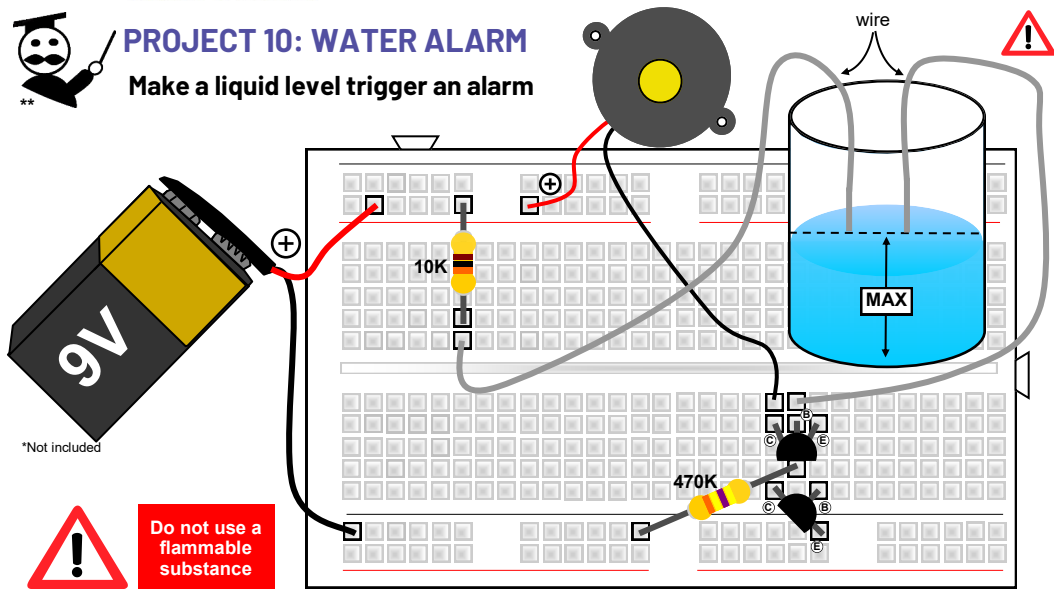 PROJECT 10: WATER ALARM
Make a liquid level trigger an alarm
**
wire
!
+
+
10K
MAX
9V
*Not included
B
C
E
470K
C
B
E
!
Do not use a
flammable
substance